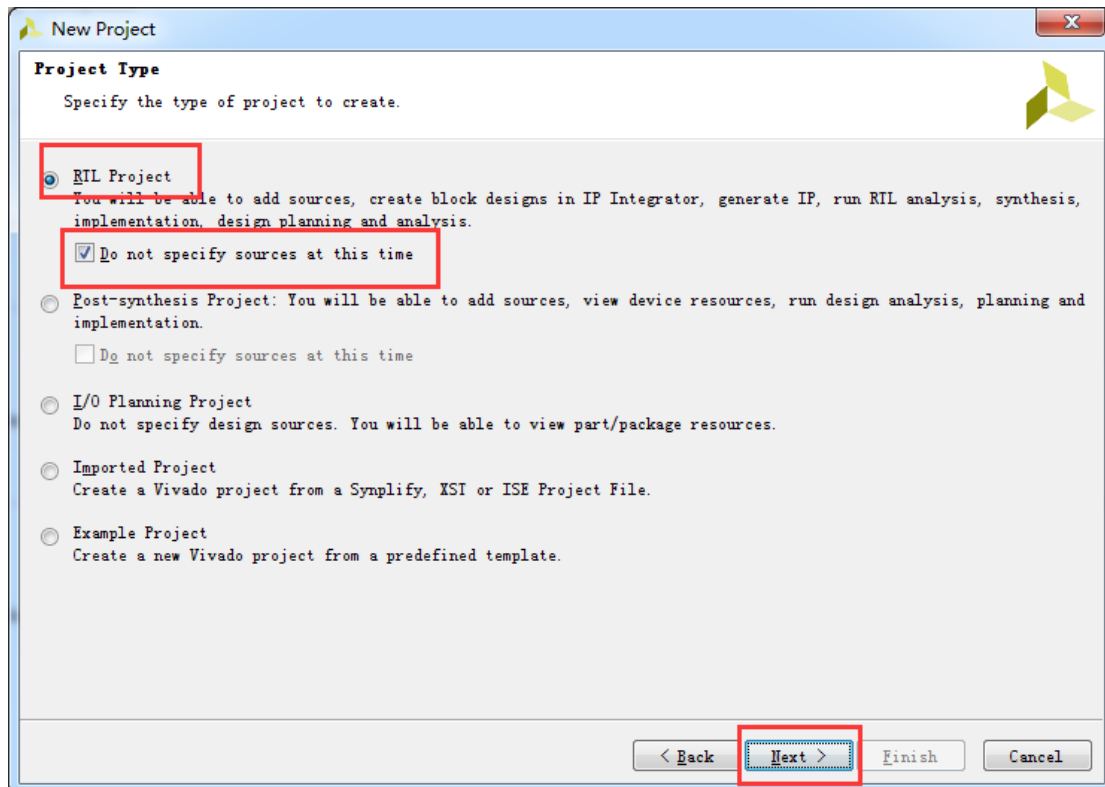 New Project
Project Type
Specify the type of project to create.
RTL Project
You will be able to add sources, create block designs in IP Integrator, generate IP, run RTL analysis, synthesis,
implementation, design planning and analysis.
Do not specify sources at this time
Post-synthesis Project: You will be able to add sources, view device resources, run design analysis, planning and
implementation.
Do not specify sources at this time
I/O Planning Project
Do not specify design sources. You will be able to view part/package resources.
Imported Project
Create a Vivado project from a Synplify, XST or ISE Project File.
Example Project
Create a new Vivado project from a predefined template.
< Back Next > Finish Cancel